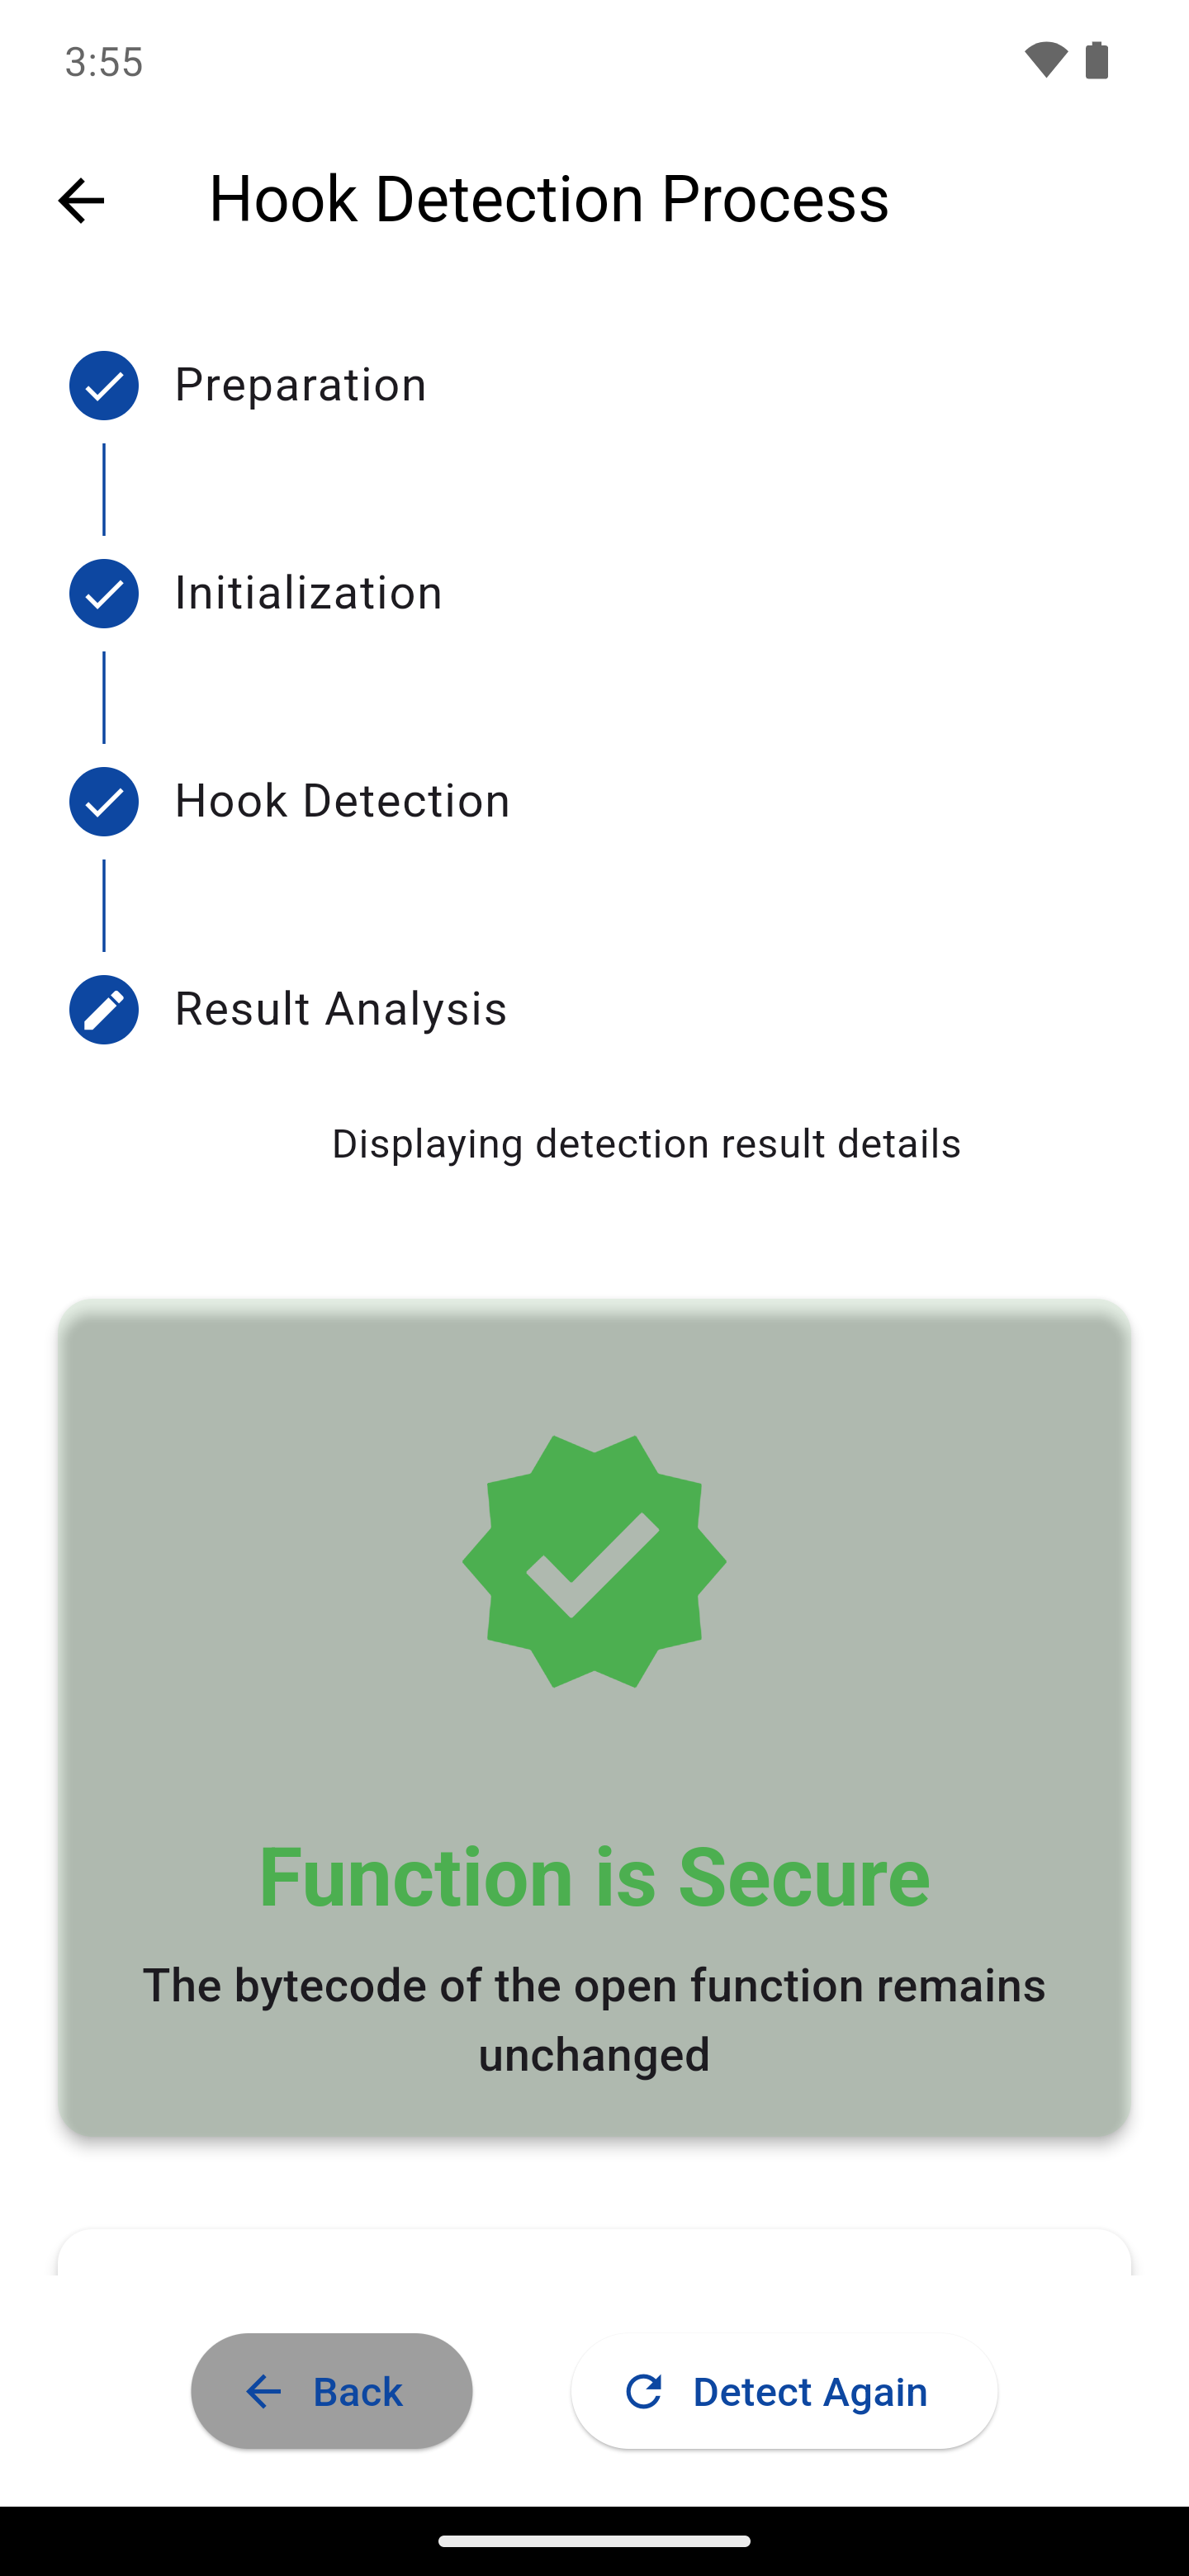 3:55
Hook Detection Process
Preparation
Initialization
Hook Detection
Result Analysis
Displaying detection result details
Function is Secure
The bytecode of the open function remains
unchanged
Back
Detect Again